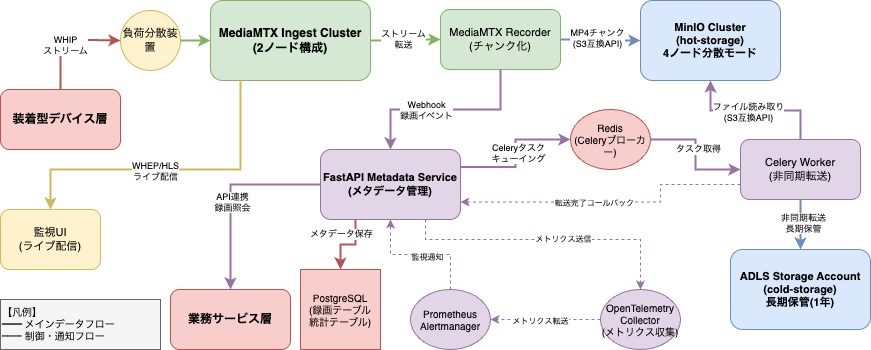 WHIP
ストリーム
負荷分散装
置
MediaMTX Ingest Cluster
(2ノード構成)
ストリーム
転送
MediaMTX Recorder
(チャンク化)
MP4チャンク
(S3互換API)
MinIO Cluster
(hot-storage)
4ノード分散モード
装着型デバイス層
Webhook
録画イベント
ファイル読み取り
(S3互換API)
Redis
(Celeryブローカ
ー)
Celeryタスク
キューイング
タスク取得
Celery Worker
(非同期転送)
WHEP/HLS
ライブ配信
FastAPI Metadata Service
(メタデータ管理)
API連携
録画照会
転送完了コールバック
監視UI
(ライブ配信)
メタデータ保存
メトリクス送信
監視通知
非同期転送
長期保管
ADLS Storage Account
(cold-storage)
長期保管(1年)
業務サービス層
PostgreSQL
(録画テーブル
統計テーブル)
Prometheus
Alertmanager
メトリクス転送
OpenTelemetry
Collector
(メトリクス収集)
【凡例】
メインデータフロー
制御・通知フロー